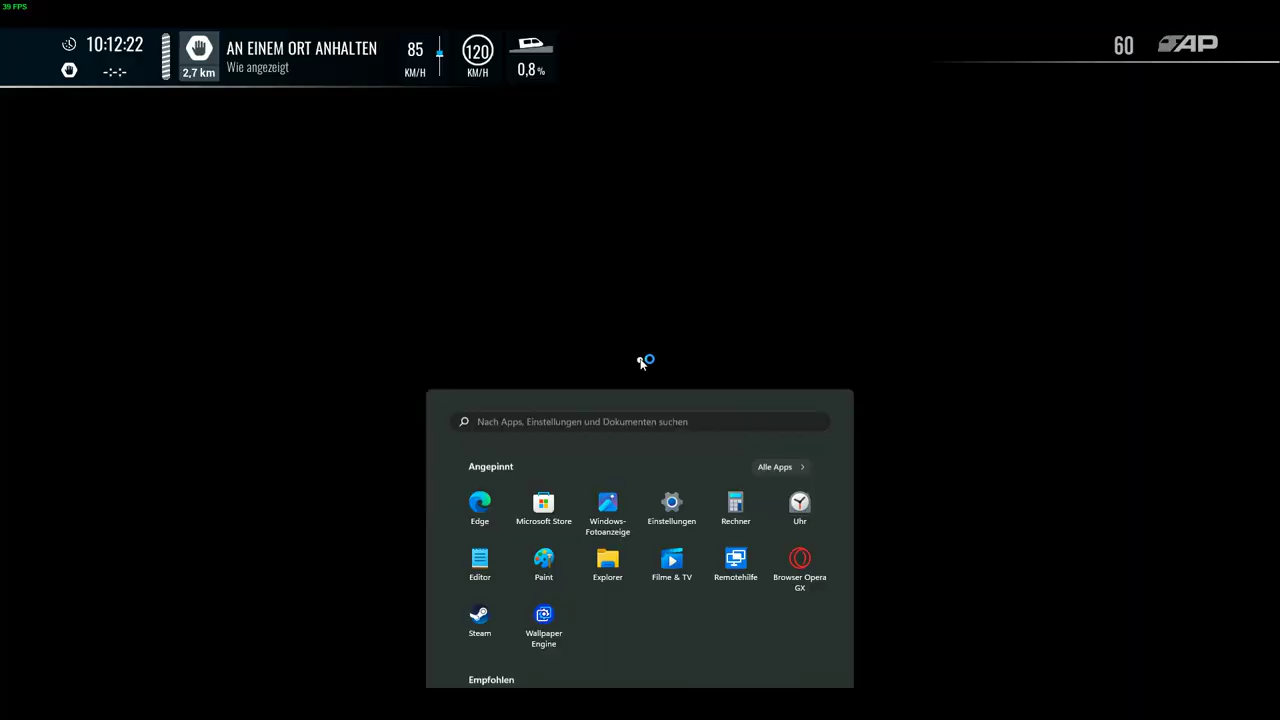 39 FPS
10:12:22
-:-:-
2,7 km
AN EINEM ORT ANHALTEN
Wie angezeigt
85
KM/H
120
KM/H
0,8 %
60 AP
Nach Apps, Einstellungen und Dokumenten suchen
Angepinnt
Alle Apps
Edge
Microsoft Store
Windows-
Fotoanzeige
Einstellungen
Rechner
Uhr
Editor
Paint
Explorer
Filme & TV
Remotehilfe
Browser Opera
GX
Steam
Wallpaper
Engine
Empfohlen